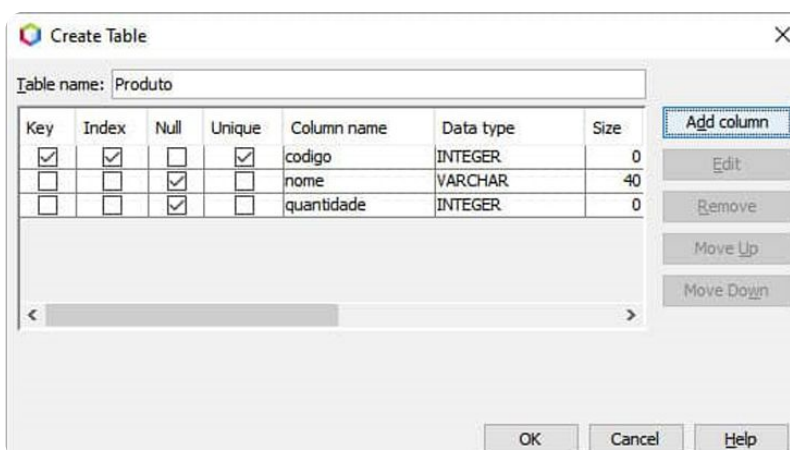 Create Table
Table name: Produto
Key Index Null Unique Column name Data type Size
codigo INTEGER 0
nome VARCHAR 40
quantidade INTEGER 0
Add column
Edit
Remove
Move Up
Move Down
OK Cancel Help